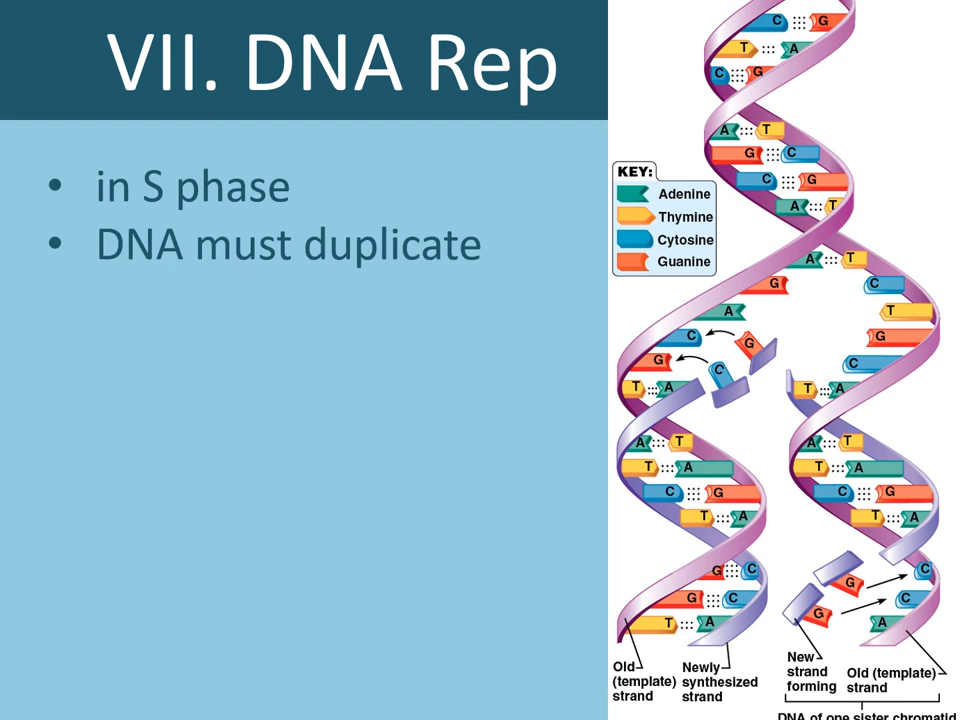 VII. DNA Rep
• in S phase
• DNA must duplicate
C G
T A
C G
A T
G C
C G
A T
KEY:
Adenine
Thymine
Cytosine
Guanine
A T
G C
A T
C G G
G C C
T A T A
A T A T
T A T A
C G C G
T A T A
G C C
G C G C
T A G A
Old (template) strand
Newly synthesized strand
New strand forming
Old (template) strand
DNA of one sister chromatid